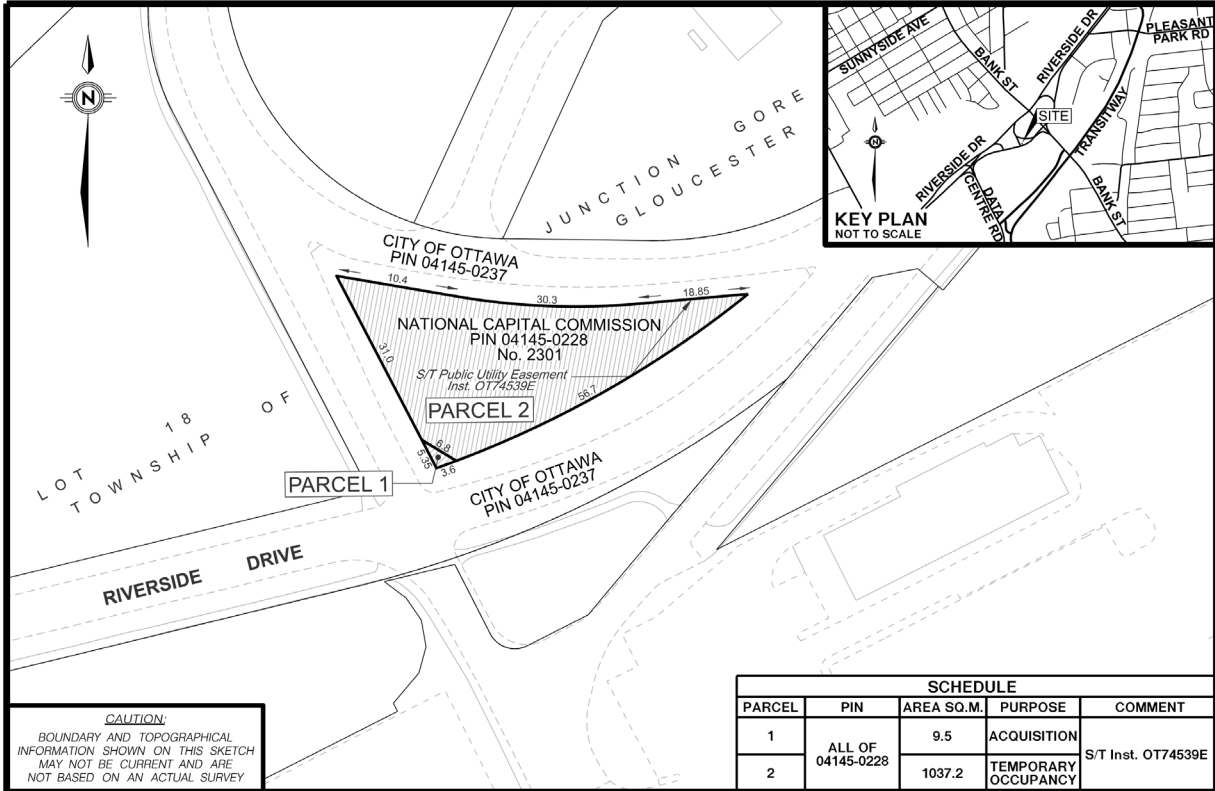 N
JUNCTION GORE
GLOUCESTER
CITY OF OTTAWA
PIN 04145-0237
10.4
30.3
18.85
NATIONAL CAPITAL COMMISSION
PIN 04145-0228
No. 2301
31.0
S/T Public Utility Easement
Inst. OT74539E
56.7
PARCEL 2
6.8
5.35
3.6
PARCEL 1
LOT 18
TOWNSHIP OF
CITY OF OTTAWA
PIN 04145-0237
RIVERSIDE DRIVE
SUNNYSIDE AVE
BANK ST
RIVERSIDE DR
PLEASANT
PARK RD
SITE
TRANSITWAY
RIVERSIDE DR
DATA
CENTRE RD
BANK ST
N
KEY PLAN
NOT TO SCALE
CAUTION:
BOUNDARY AND TOPOGRAPHICAL
INFORMATION SHOWN ON THIS SKETCH
MAY NOT BE CURRENT AND ARE
NOT BASED ON AN ACTUAL SURVEY
SCHEDULE
PARCEL PIN AREA SQ.M. PURPOSE COMMENT
1 ALL OF 04145-0228 9.5 ACQUISITION S/T Inst. OT74539E
2 1037.2 TEMPORARY OCCUPANCY